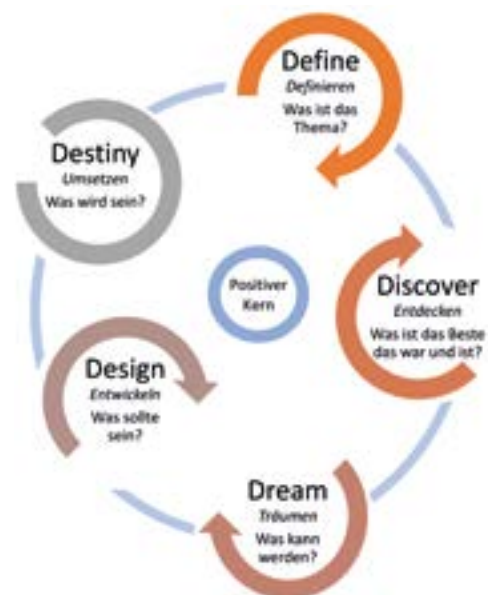 Define
Definieren
Was ist das
Thema?
Discover
Entdecken
Was ist das Beste
das war und ist?
Dream
Träumen
Was kann
werden?
Design
Entwickeln
Was sollte
sein?
Destiny
Umsetzen
Was wird sein?
Positiver
Kern